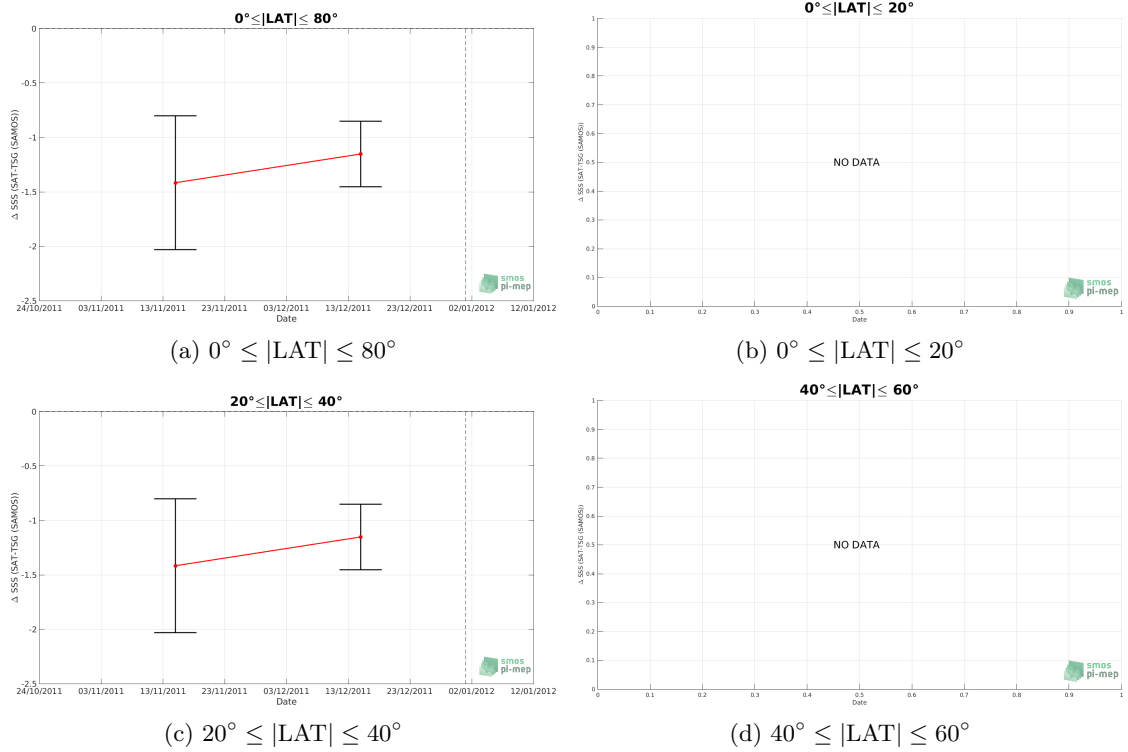 0°≤|LAT|≤ 80°
0
-0.5
-1
-1.5
-2
-2.5
Δ SSS (SAT-TSG (SAMOS))
24/10/2011 03/11/2011 13/11/2011 23/11/2011 03/12/2011 13/12/2011 02/01/2012 12/01/2012
Date
smos
pi-mep
(a) 0° ≤ |LAT| ≤ 80°
0°≤|LAT|≤ 20°
1
0.9
0.8
0.7
0.6
0.5
0.4
0.3
0.2
0.1
0
Δ SSS (SAT-TSG (SAMOS))
NO DATA
0 0.1 0.2 0.3 0.4 0.5 0.6 0.7 0.8 0.9 1
Date
smos
pi-mep
(b) 0° ≤ |LAT| ≤ 20°
20°≤|LAT|≤ 40°
0
-0.5
-1
-1.5
-2
-2.5
Δ SSS (SAT-TSG (SAMOS))
24/10/2011 03/11/2011 13/11/2011 23/11/2011 03/12/2011 13/12/2011 02/01/2012 12/01/2012
Date
smos
pi-mep
(c) 20° ≤ |LAT| ≤ 40°
40°≤|LAT|≤ 60°
1
0.9
0.8
0.7
0.6
0.5
0.4
0.3
0.2
0.1
0
Δ SSS (SAT-TSG (SAMOS))
NO DATA
0 0.1 0.2 0.3 0.4 0.5 0.6 0.7 0.8 0.9 1
Date
smos
pi-mep
(d) 40° ≤ |LAT| ≤ 60°